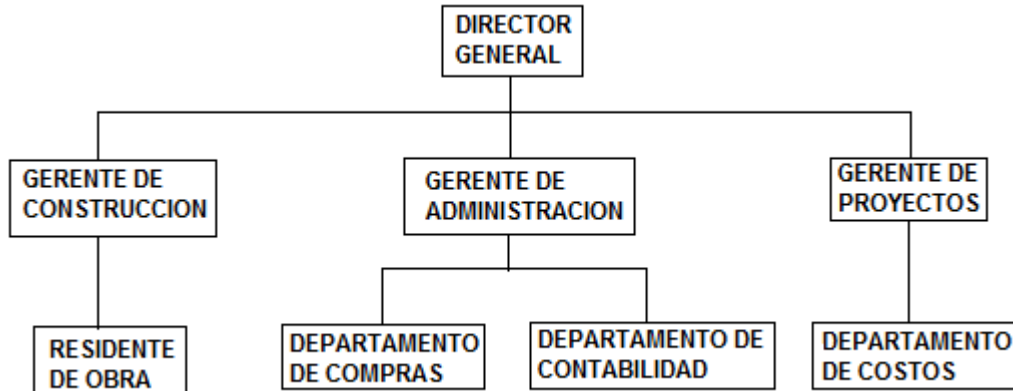 DIRECTOR
GENERAL
GERENTE DE
CONSTRUCCION
GERENTE DE
ADMINISTRACION
GERENTE DE
PROYECTOS
RESIDENTE
DE OBRA
DEPARTAMENTO
DE COMPRAS
DEPARTAMENTO DE
CONTABILIDAD
DEPARTAMENTO
DE COSTOS